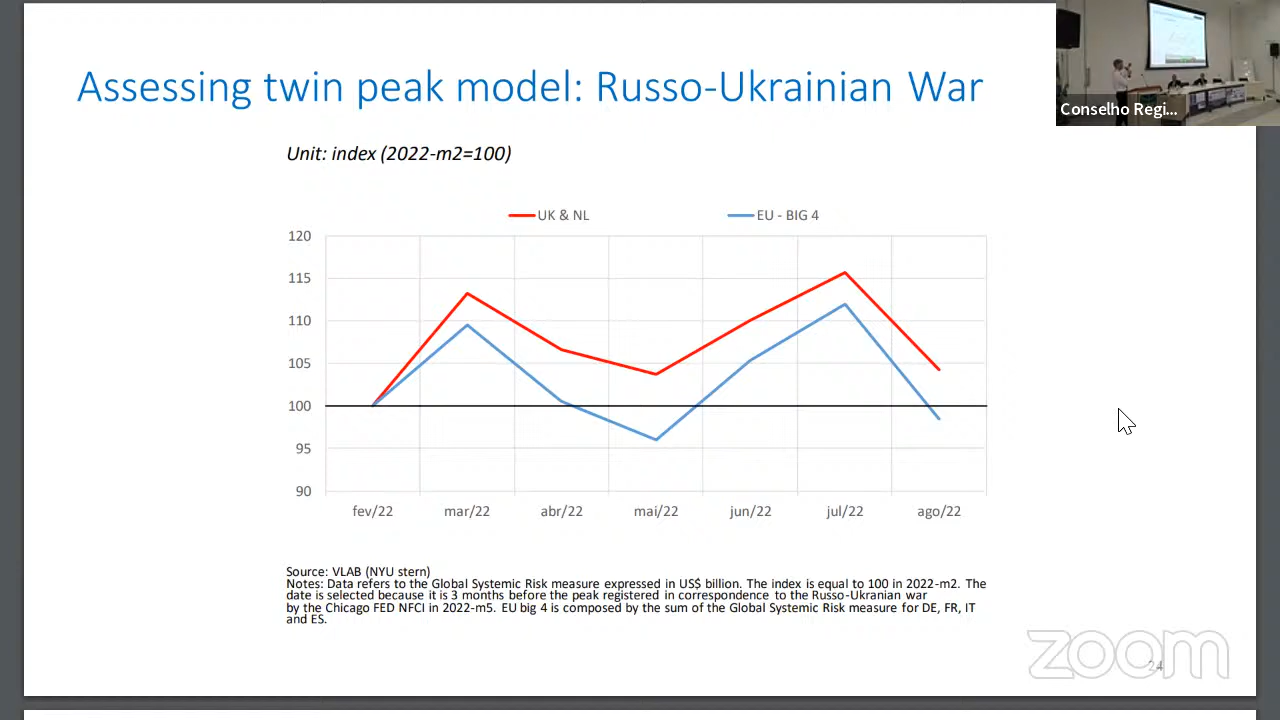 Assessing twin peak model: Russo-Ukrainian War
Conselho Regi...
Unit: index (2022-m2=100)
UK & NL
EU - BIG 4
120
115
110
105
100
95
90
fev/22
mar/22
abr/22
mai/22
jun/22
jul/22
ago/22
Source: VLAB (NYU stern)
Notes: Data refers to the Global Systemic Risk measure expressed in US$ billion. The index is equal to 100 in 2022-m2. The
date is selected because it is 3 months before the peak registered in correspondence to the Russo-Ukranian war
by the Chicago FED NFCI in 2022-m5. EU big 4 is composed by the sum of the Global Systemic Risk measure for DE, FR, IT
and ES.
zoom
24